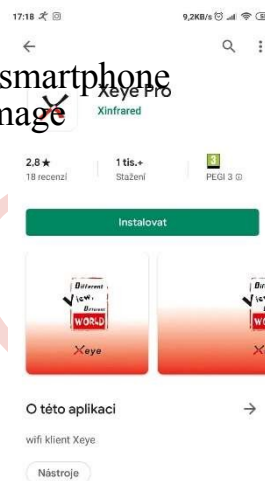 17:18
9,2KB/s
smartphone
Xeye Pro
mage
Xinfrared
2,8★
18 recenzí
1 tis.+
Stažení
3
PEGI 3
Instalovat
Different
View,
Different
WORLD
Xeye
O této aplikaci
wifi klient Xeye
Nástroje